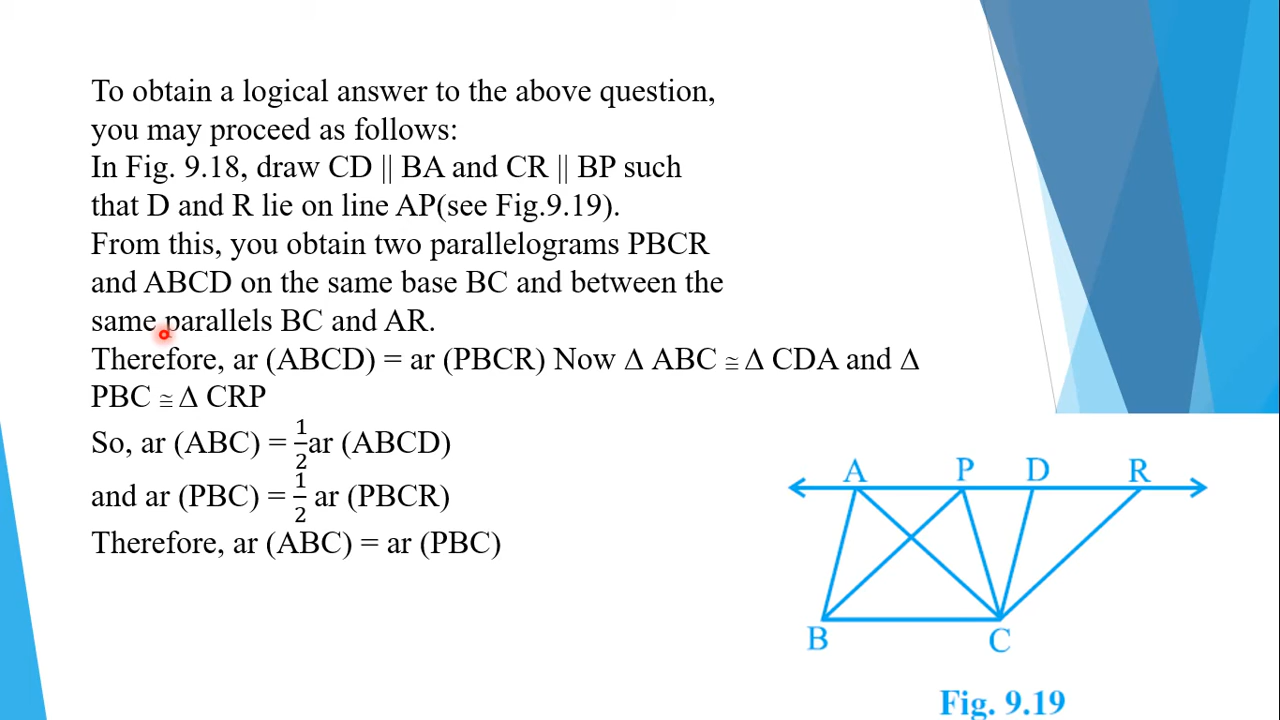 To obtain a logical answer to the above question,
you may proceed as follows:
In Fig. 9.18, draw CD || BA and CR || BP such
that D and R lie on line AP(see Fig.9.19).
From this, you obtain two parallelograms PBCR
and ABCD on the same base BC and between the
same parallels BC and AR.
Therefore, ar (ABCD) = ar (PBCR) Now Δ ABC ≅ Δ CDA and Δ
PBC ≅ Δ CRP
So, ar (ABC) = 1/2 ar (ABCD)
and ar (PBC) = 1/2 ar (PBCR)
Therefore, ar (ABC) = ar (PBC)
A P D R
B C
Fig. 9.19